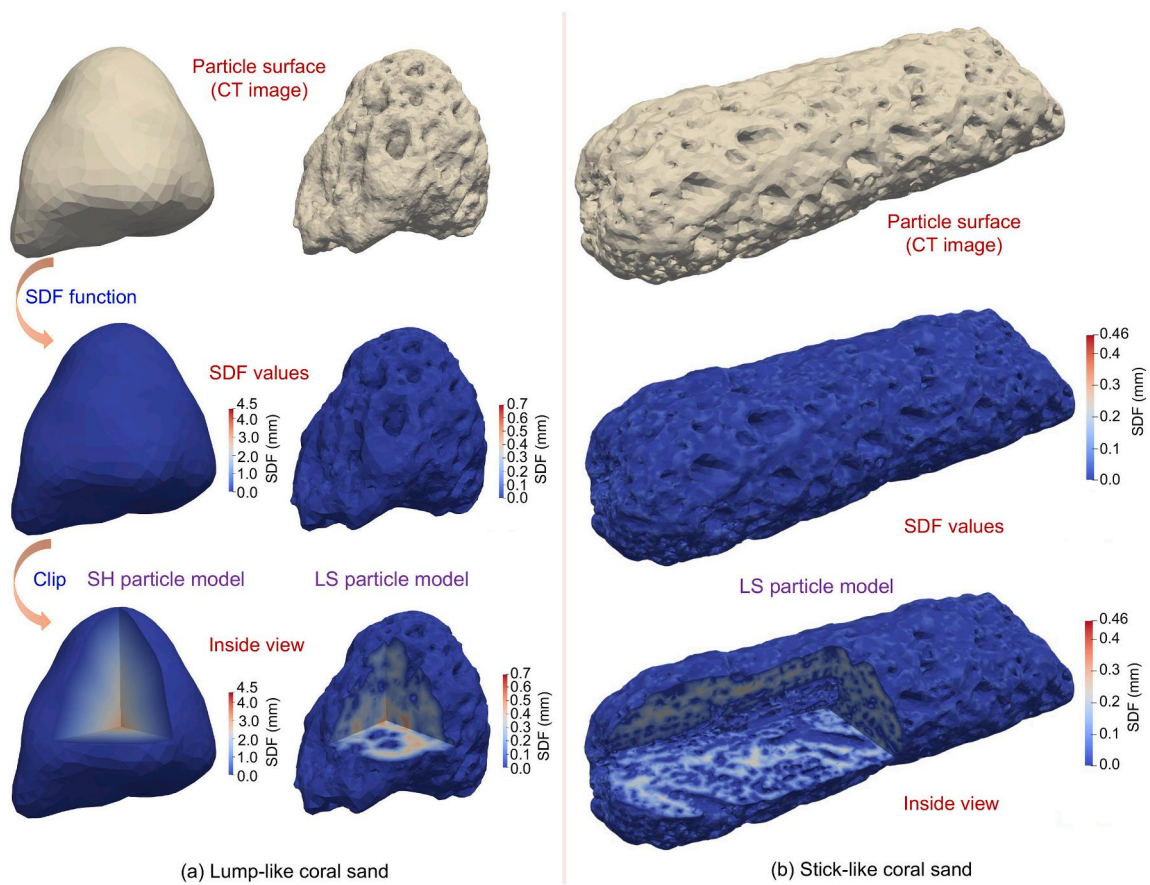 Particle surface
(CT image)
Particle surface
(CT image)
SDF function
SDF values
4.5
4.0
3.0
2.0
1.0
0.0
SDF (mm)
0.7
0.6
0.5
0.4
0.3
0.2
0.1
0.0
SDF (mm)
0.46
0.4
0.3
0.2
0.1
0.0
SDF (mm)
SDF values
Clip
SH particle model
LS particle model
LS particle model
Inside view
4.5
4.0
3.0
2.0
1.0
0.0
SDF (mm)
0.7
0.6
0.5
0.4
0.3
0.2
0.1
0.0
SDF (mm)
0.46
0.4
0.3
0.2
0.1
0.0
SDF (mm)
Inside view
(a) Lump-like coral sand
(b) Stick-like coral sand